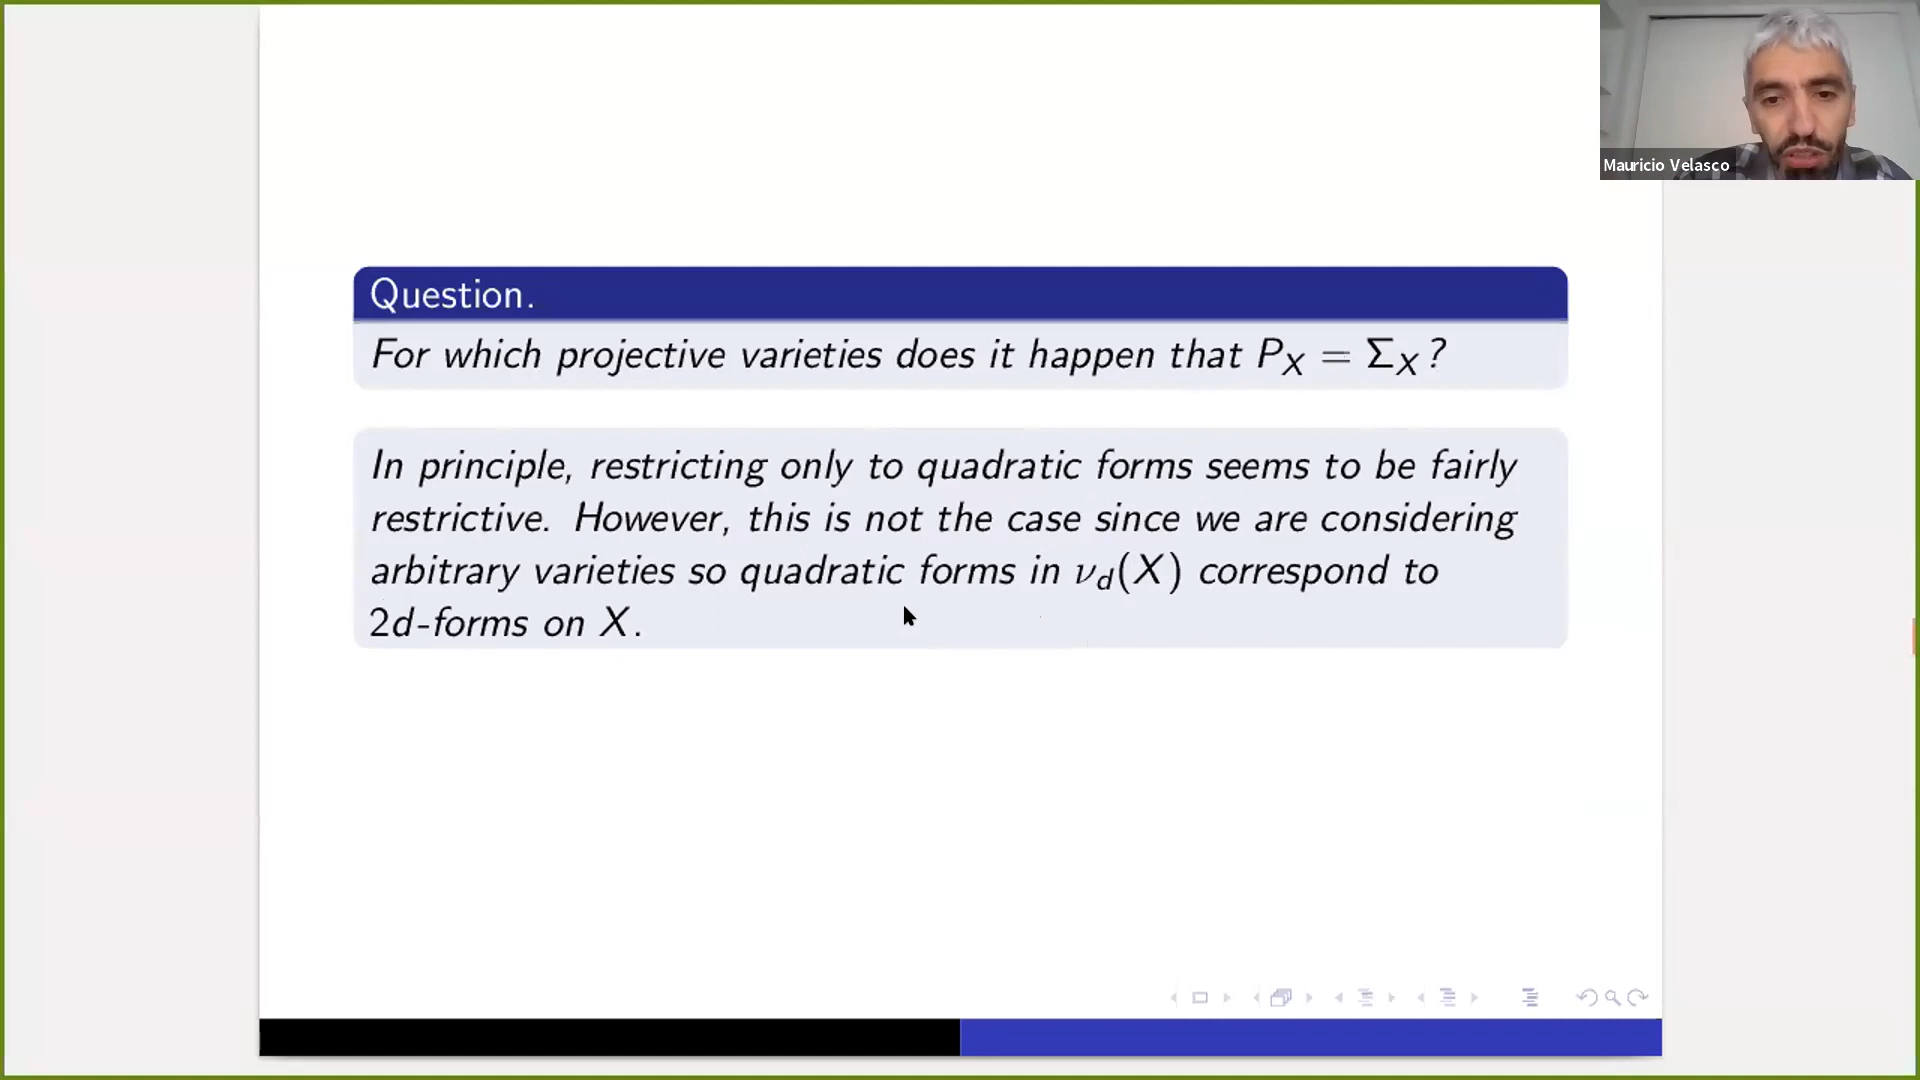 Mauricio Velasco
Question.
For which projective varieties does it happen that P_X = Σ_X?
In principle, restricting only to quadratic forms seems to be fairly
restrictive. However, this is not the case since we are considering
arbitrary varieties so quadratic forms in ν_d(X) correspond to
2d-forms on X.